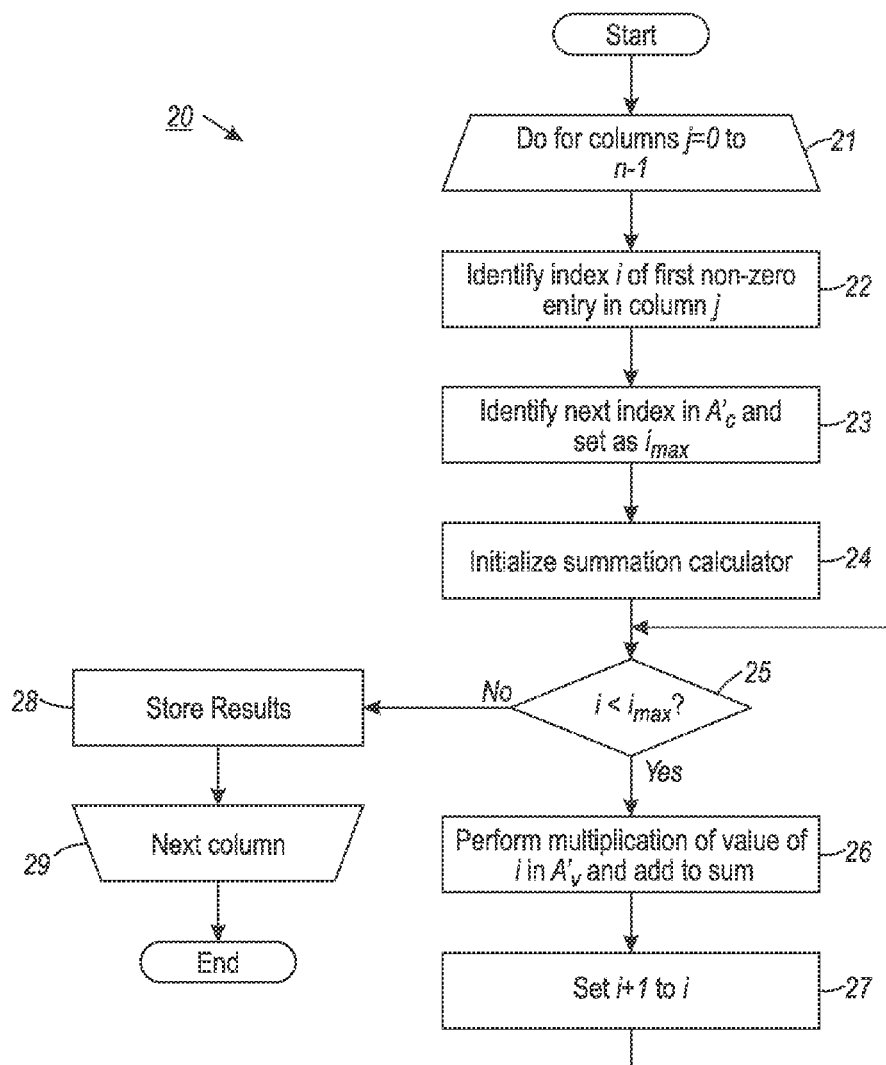 Start
20
Do for columns j=0 to
n-1
21
Identify index i of first non-zero
entry in column j
22
Identify next index in A'c and
set as imax
23
Initialize summation calculator
24
25
i < imax?
No
Yes
28
Store Results
29
Next column
End
Perform multiplication of value of
i in A'v and add to sum
26
Set i+1 to i
27